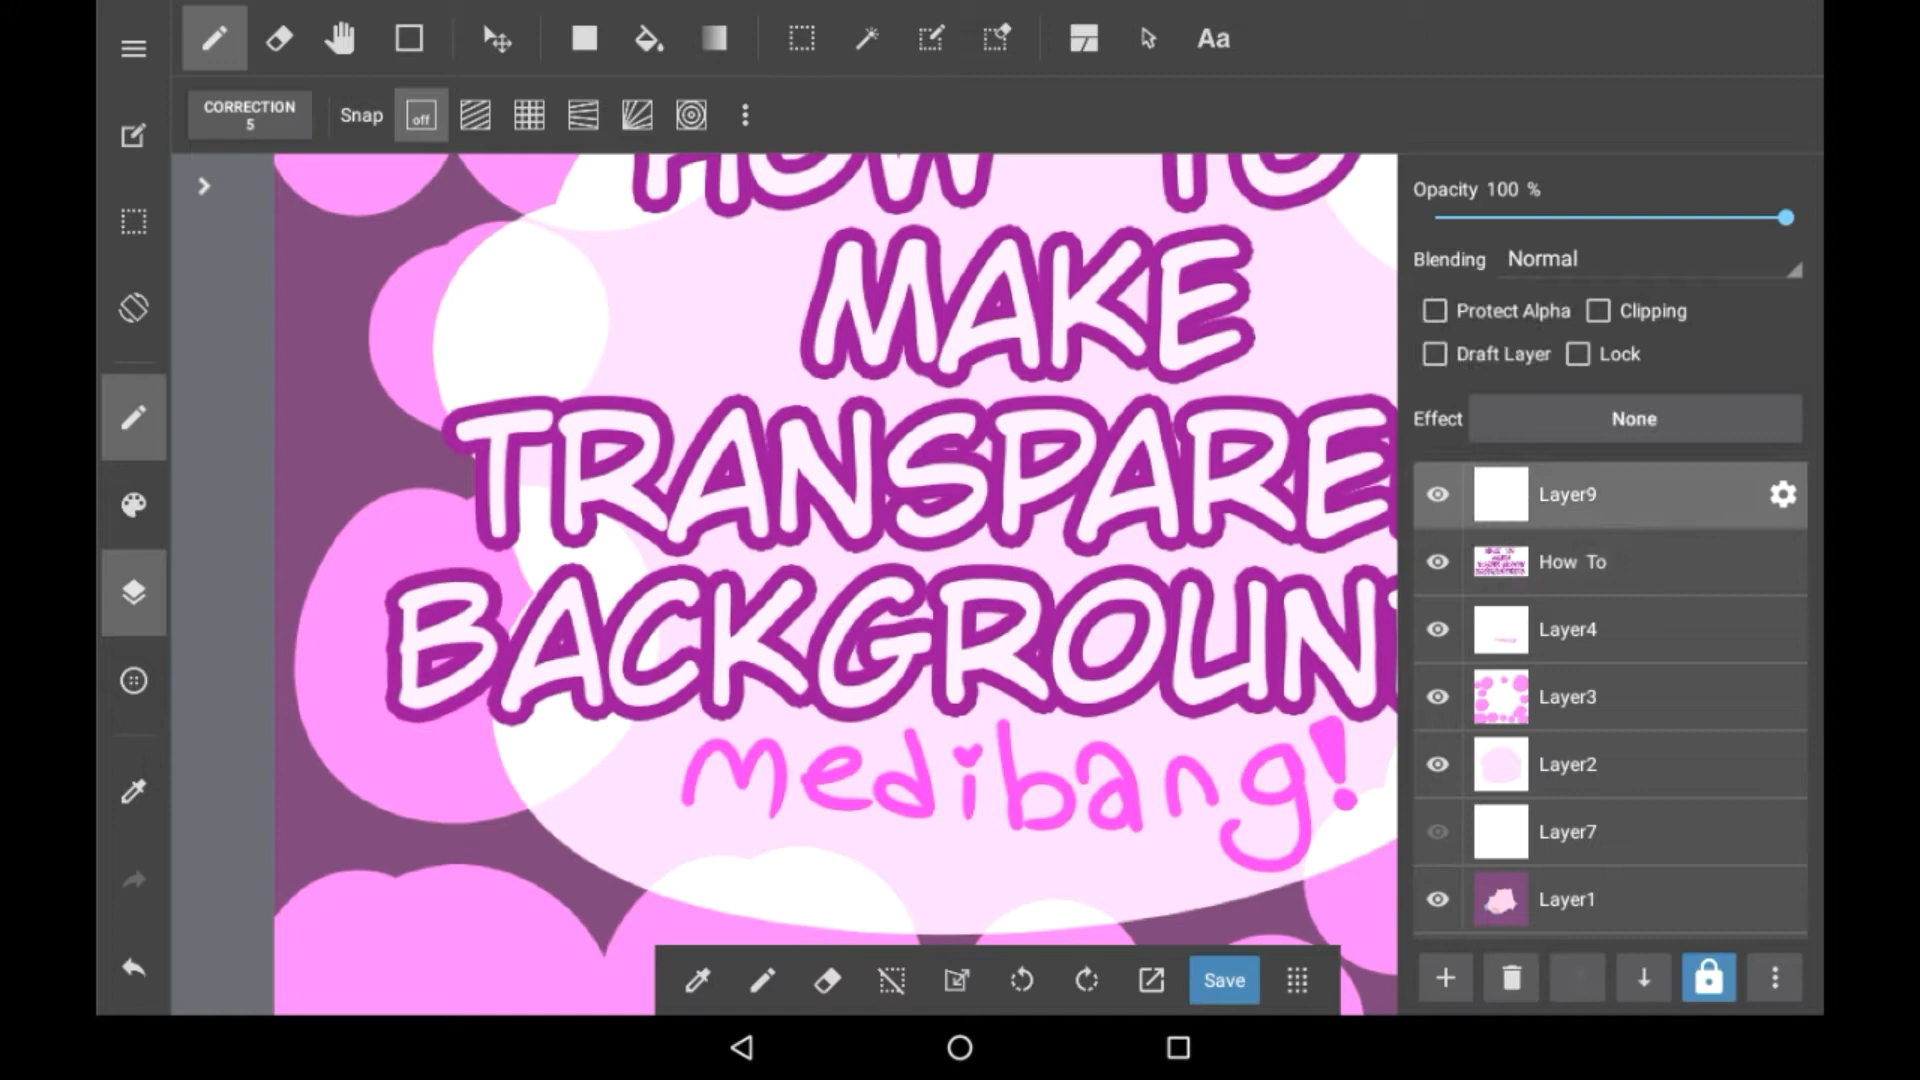 Aa
CORRECTION
5
Snap
off
HOW TO
MAKE
TRANSPARE
BACKGROUN
medibang!
Opacity 100 %
Blending Normal
Protect Alpha Clipping
Draft Layer Lock
Effect None
Layer9
How To
Layer4
Layer3
Layer2
Layer7
Layer1
Save